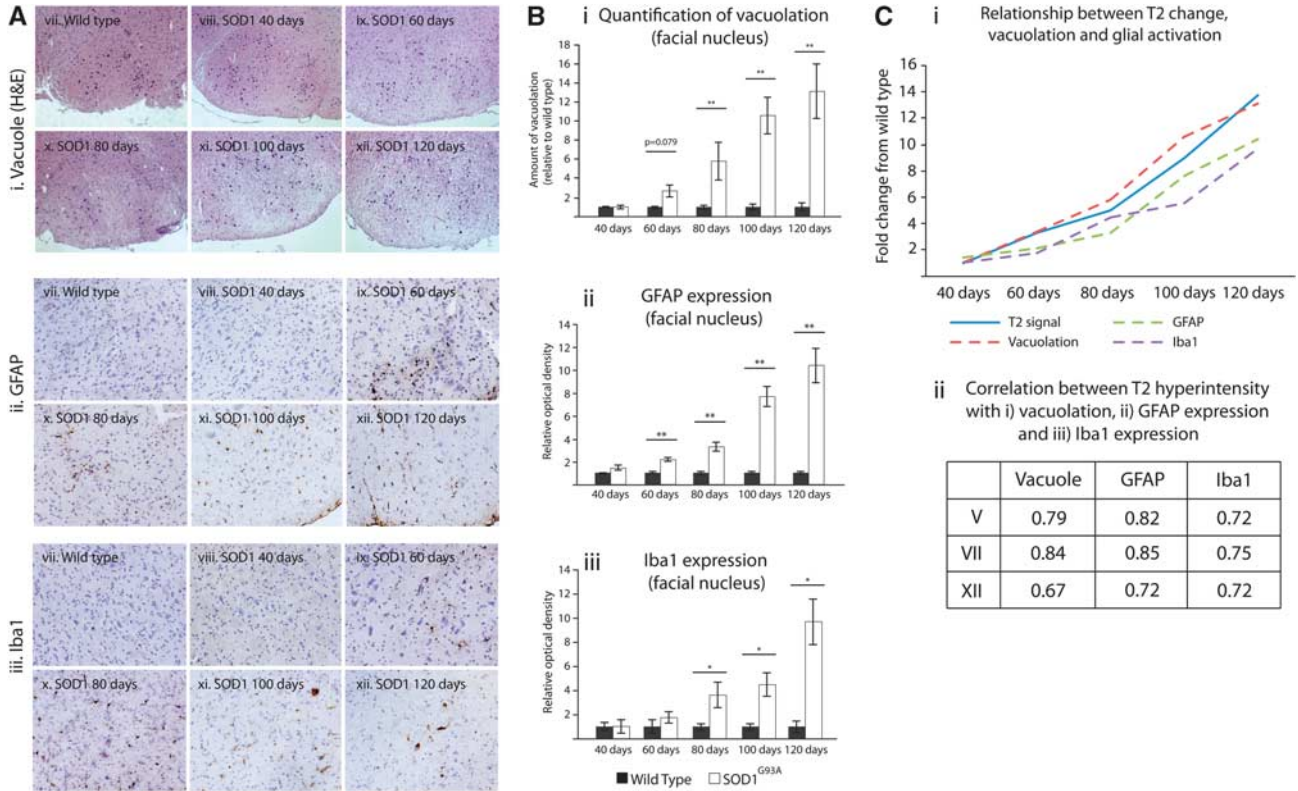 A
i. Vacuole (H&E)
vii. Wild type
viii. SOD1 40 days
ix. SOD1 60 days
x. SOD1 80 days
xi. SOD1 100 days
xii. SOD1 120 days
ii. GFAP
vii. Wild type
viii. SOD1 40 days
ix. SOD1 60 days
x. SOD1 80 days
xi. SOD1 100 days
xii. SOD1 120 days
iii. Iba1
vii. Wild type
viii. SOD1 40 days
ix. SOD1 60 days
x. SOD1 80 days
xi. SOD1 100 days
xii. SOD1 120 days
B
i Quantification of vacuolation
(facial nucleus)
Amount of vacuolation
(relative to wild type)
18
16
14
12
10
8
6
4
2
p=0.079
**
**
**
40 days 60 days 80 days 100 days 120 days
ii GFAP expression
(facial nucleus)
Relative optical density
14
12
10
8
6
4
2
**
**
**
**
40 days 60 days 80 days 100 days 120 days
iii Iba1 expression
(facial nucleus)
Relative optical density
14
12
10
8
6
4
2
*
*
*
40 days 60 days 80 days 100 days 120 days
Wild Type SOD1 G93A
C
i Relationship between T2 change,
vacuolation and glial activation
Fold change from wild type
16
14
12
10
8
6
4
2
40 days 60 days 80 days 100 days 120 days
T2 signal GFAP
Vacuolation Iba1
ii Correlation between T2 hyperintensity
with i) vacuolation, ii) GFAP expression
and iii) Iba1 expression
Vacuole GFAP Iba1
V 0.79 0.82 0.72
VII 0.84 0.85 0.75
XII 0.67 0.72 0.72